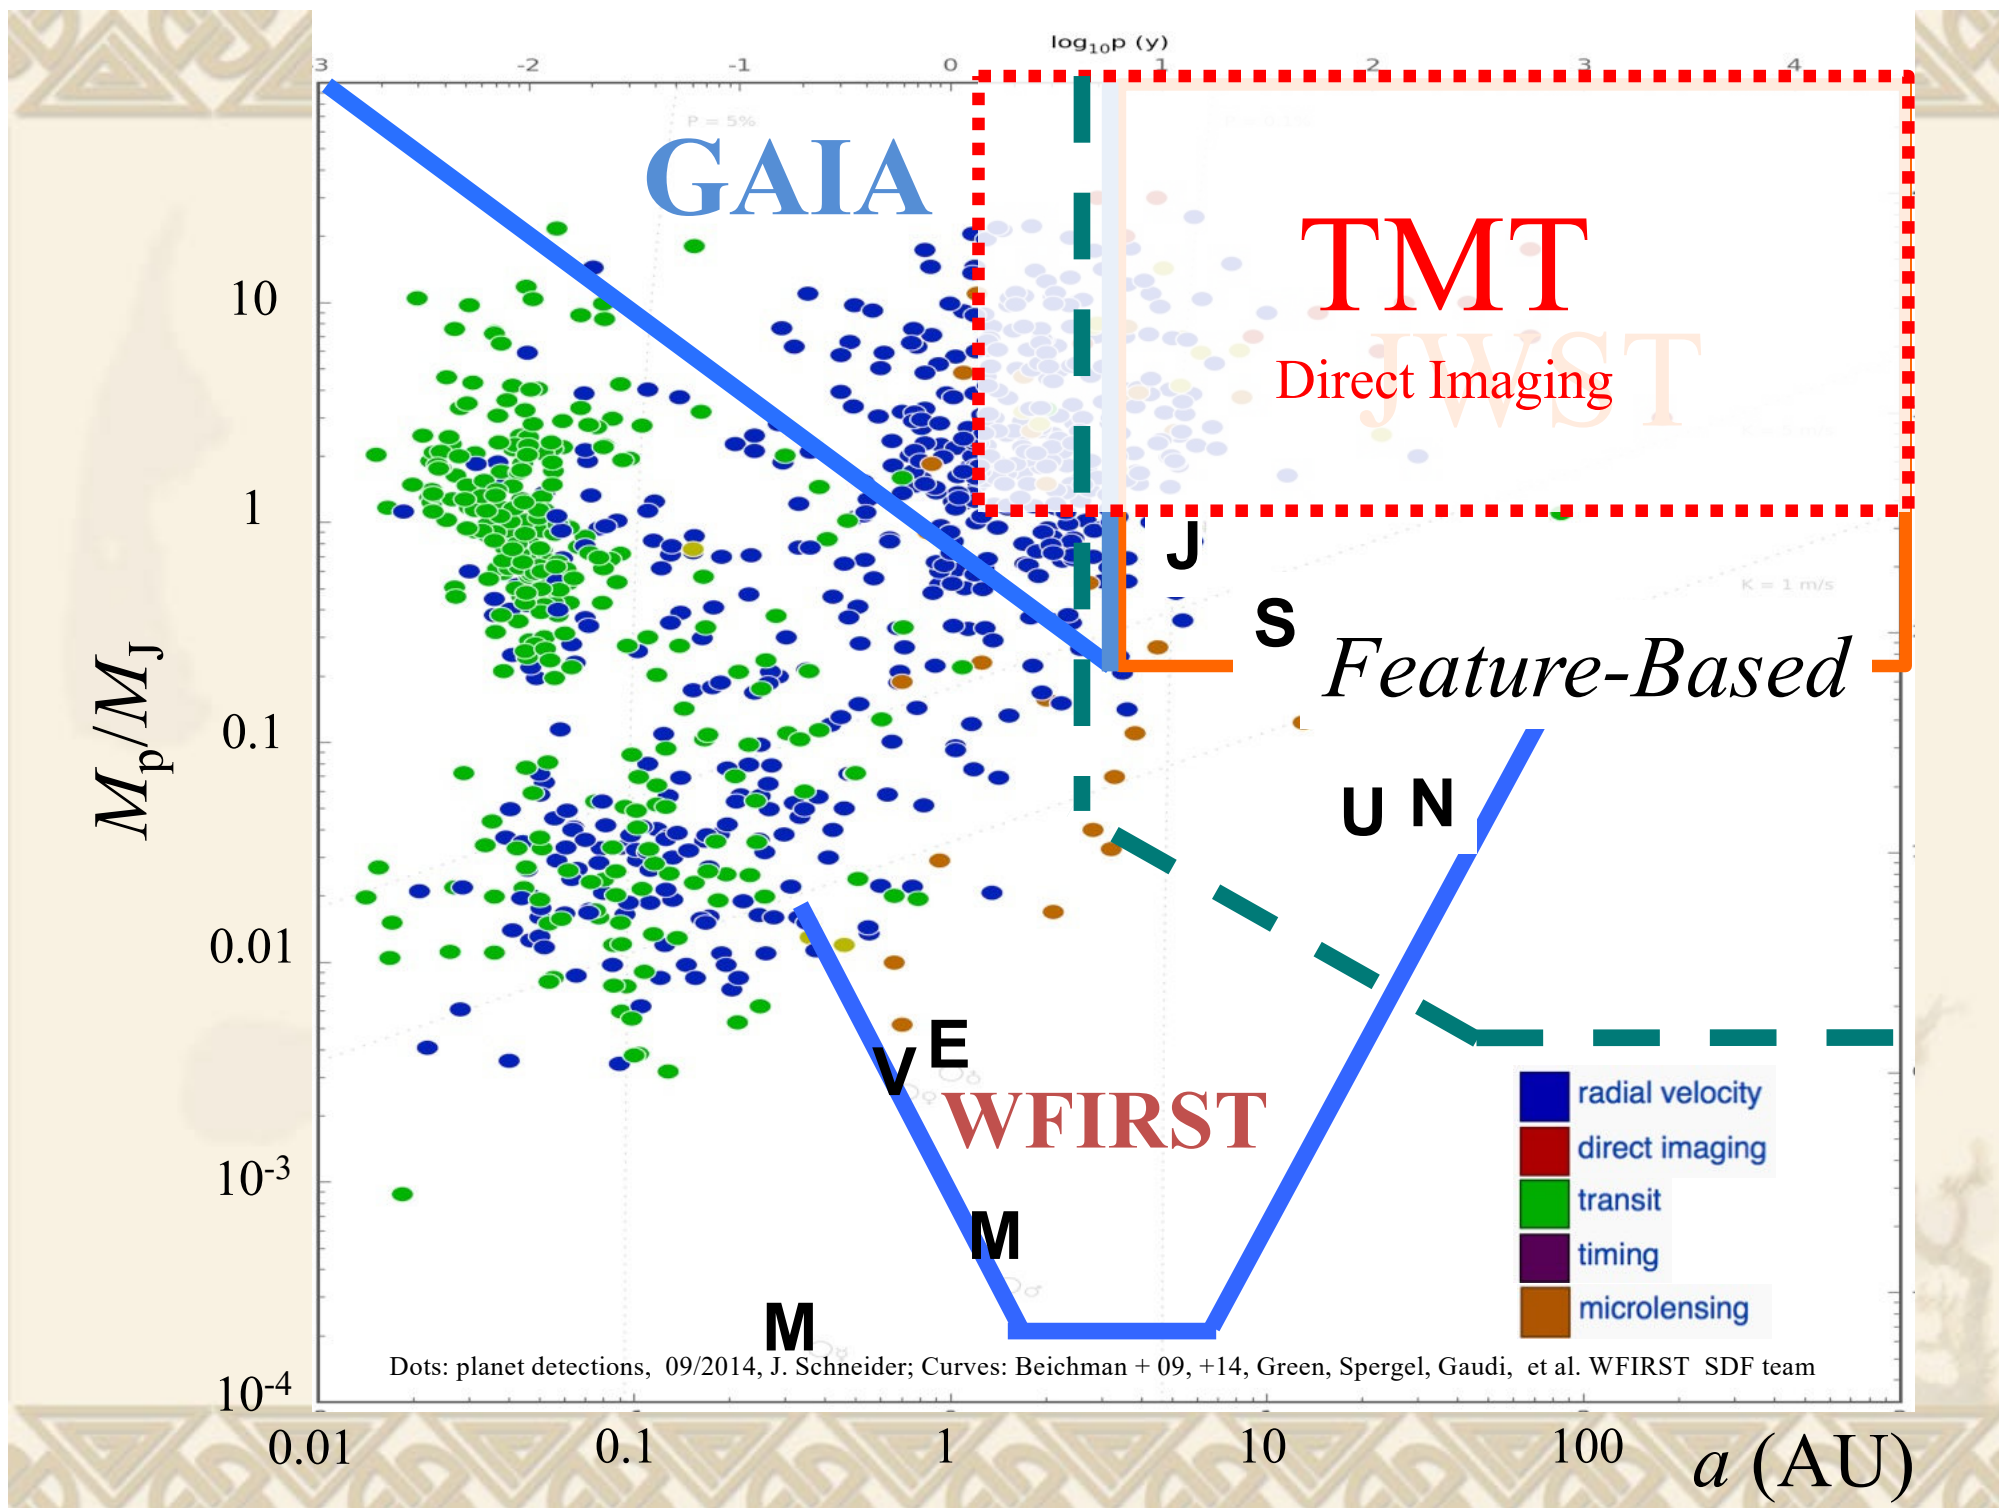 log₁₀p (y)
-3 -2 -1 0 1 2 3 4
P = 5%
GAIA
TMT
JWST
Direct Imaging
10
1
0.1
0.01
10⁻³
10⁻⁴
Mₚ/M_J
J
S
K = 1 m/s
Feature-Based
U N
E
V
WFIRST
M
M
radial velocity
direct imaging
transit
timing
microlensing
Dots: planet detections, 09/2014, J. Schneider; Curves: Beichman + 09, +14, Green, Spergel, Gaudi, et al. WFIRST SDF team
0.01 0.1 1 10 100 a (AU)